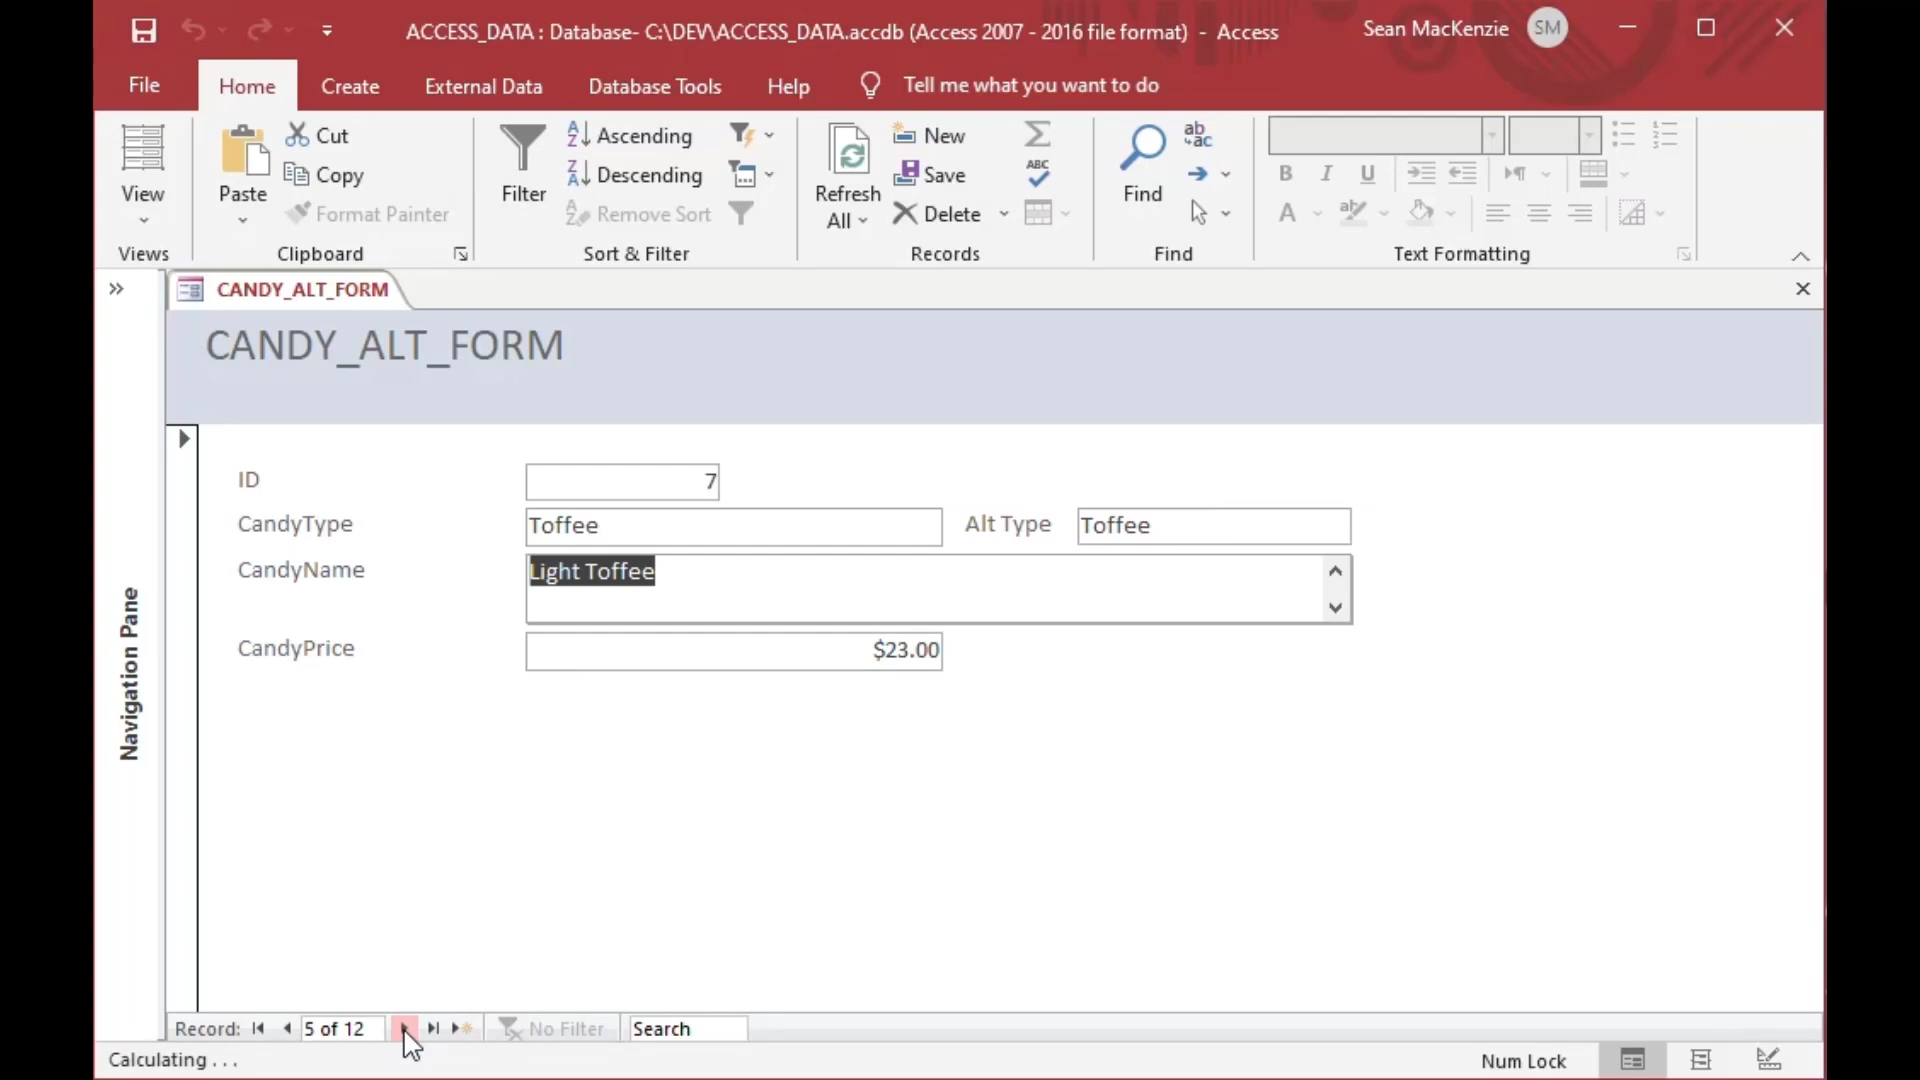 ACCESS_DATA : Database- C:\DEV\ACCESS_DATA.accdb (Access 2007 - 2016 file format) - Access
Sean MacKenzie SM
File Home Create External Data Database Tools Help Tell me what you want to do
View
Views
Paste
Cut
Copy
Format Painter
Clipboard
Filter
Ascending
Descending
Remove Sort
Sort & Filter
Refresh
All
New
Save
Delete
Records
Find
Find
Text Formatting
CANDY_ALT_FORM
CANDY_ALT_FORM
ID 7
CandyType Toffee Alt Type Toffee
CandyName Light Toffee
CandyPrice $23.00
Navigation Pane
Record: 5 of 12 No Filter Search
Calculating . . . Num Lock